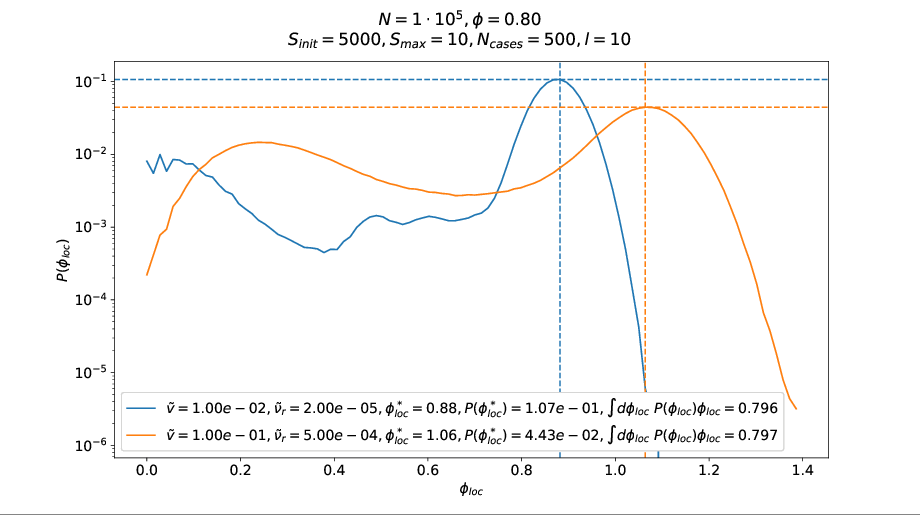 N = 1 · 10⁵, ϕ = 0.80
S_init = 5000, S_max = 10, N_cases = 500, l = 10
10⁻¹
10⁻²
10⁻³
10⁻⁴
10⁻⁵
10⁻⁶
P(ϕ_loc)
ṽ = 1.00e − 02, ν̃_r = 2.00e − 05, ϕ*_loc = 0.88, P(ϕ*_loc) = 1.07e − 01, ∫dϕ_loc P(ϕ_loc)ϕ_loc = 0.796
ṽ = 1.00e − 01, ν̃_r = 5.00e − 04, ϕ*_loc = 1.06, P(ϕ*_loc) = 4.43e − 02, ∫dϕ_loc P(ϕ_loc)ϕ_loc = 0.797
0.0 0.2 0.4 0.6 0.8 1.0 1.2 1.4
ϕ_loc